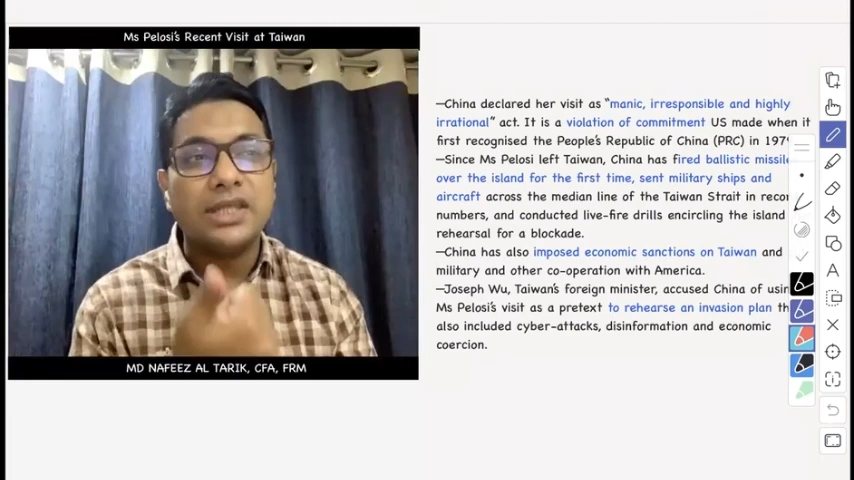 Ms Pelosi's Recent Visit at Taiwan
—China declared her visit as "manic, irresponsible and highly
irrational" act. It is a violation of commitment US made when it
first recognised the People's Republic of China (PRC) in 1979
—Since Ms Pelosi left Taiwan, China has fired ballistic missile
over the island for the first time, sent military ships and
aircraft across the median line of the Taiwan Strait in recor
numbers, and conducted live-fire drills encircling the island
rehearsal for a blockade.
—China has also imposed economic sanctions on Taiwan and
military and other co-operation with America.
—Joseph Wu, Taiwan's foreign minister, accused China of usin
Ms Pelosi's visit as a pretext to rehearse an invasion plan th
also included cyber-attacks, disinformation and economic
coercion.
MD NAFEEZ AL TARIK, CFA, FRM